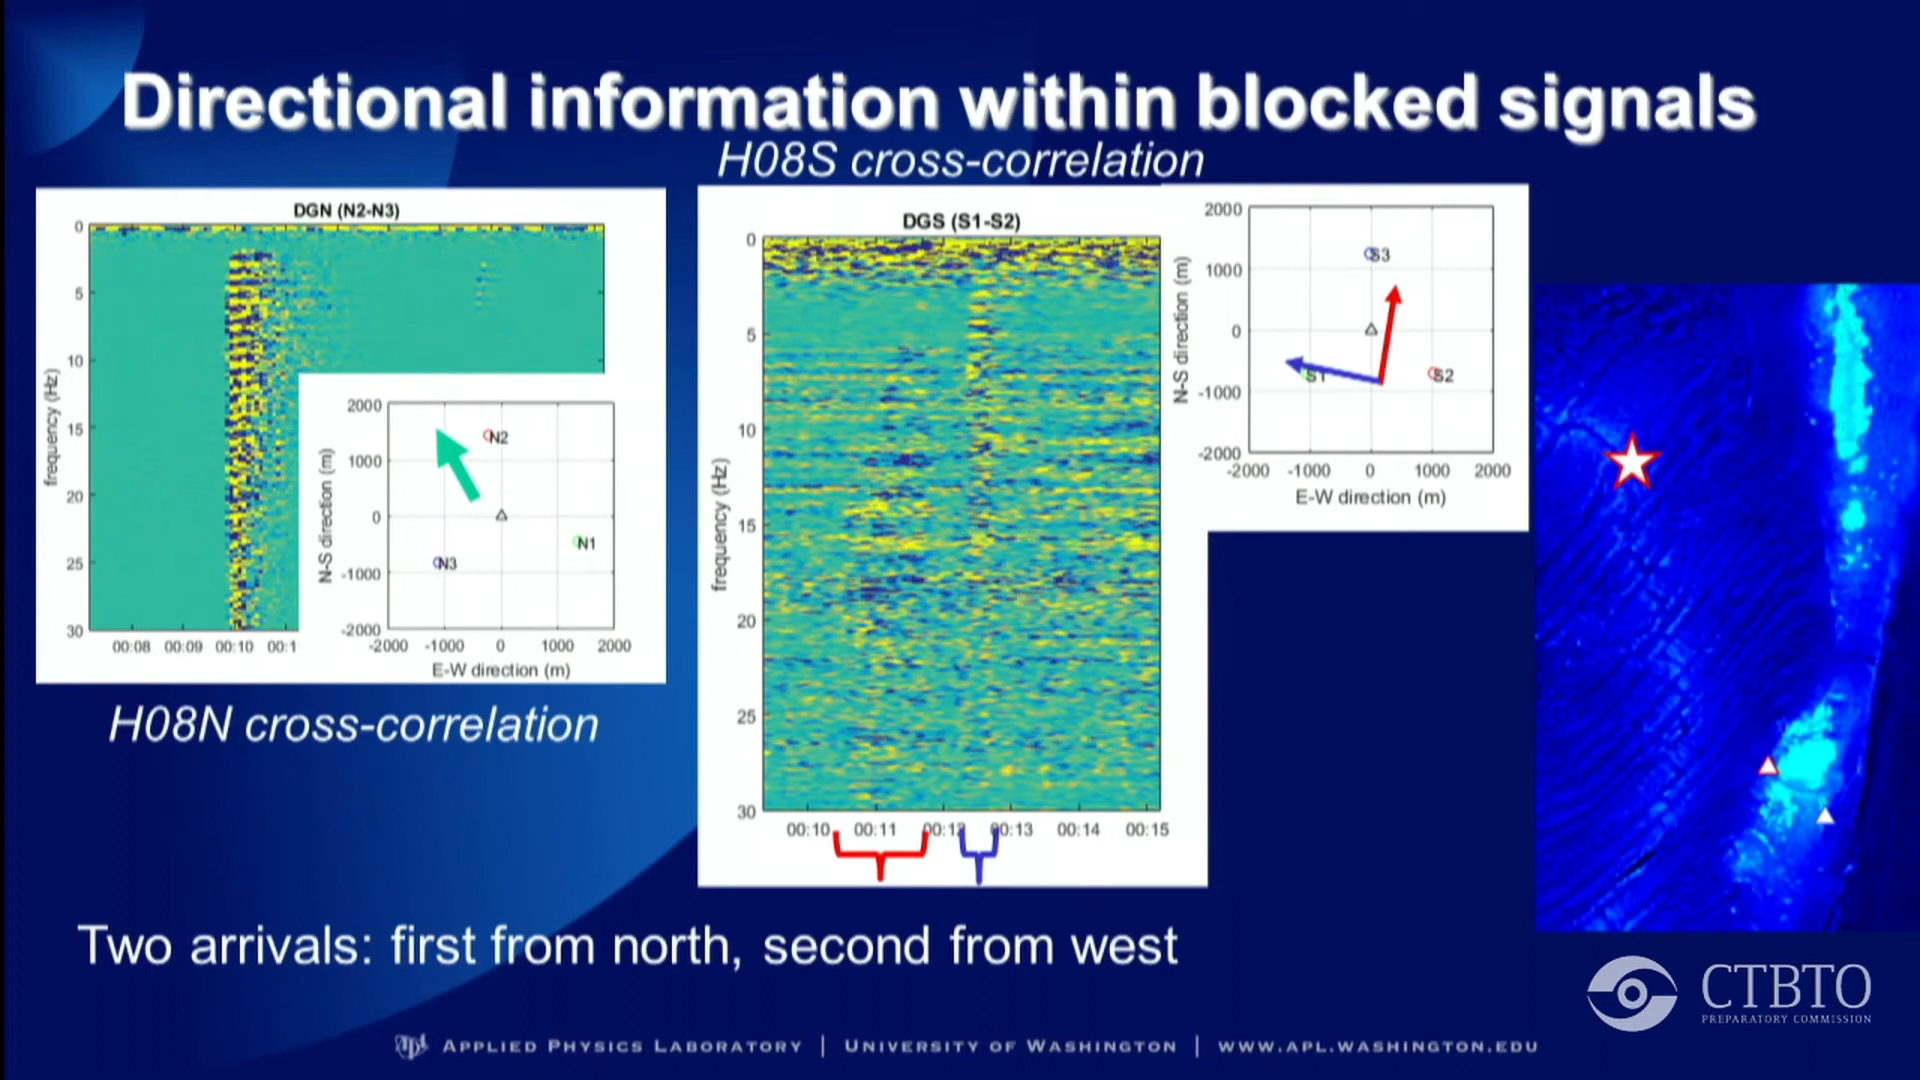 Directional information within blocked signals
H08S cross-correlation
DGN (N2-N3)
0
5
10
15
20
25
30
frequency (Hz)
00:08 00:09 00:10 00:1
2000
1000
0
-1000
-2000
N-S direction (m)
N2
N1
N3
-2000 -1000 0 1000 2000
E-W direction (m)
H08N cross-correlation
DGS (S1-S2)
0
5
10
15
20
25
30
frequency (Hz)
00:10 00:11 00:12 00:13 00:14 00:15
2000
1000
0
-1000
-2000
N-S direction (m)
S3
S1
S2
-2000 -1000 0 1000 2000
E-W direction (m)
Two arrivals: first from north, second from west
CTBTO
PREPARATORY COMMISSION
APL APPLIED PHYSICS LABORATORY | UNIVERSITY OF WASHINGTON | WWW.APL.WASHINGTON.EDU